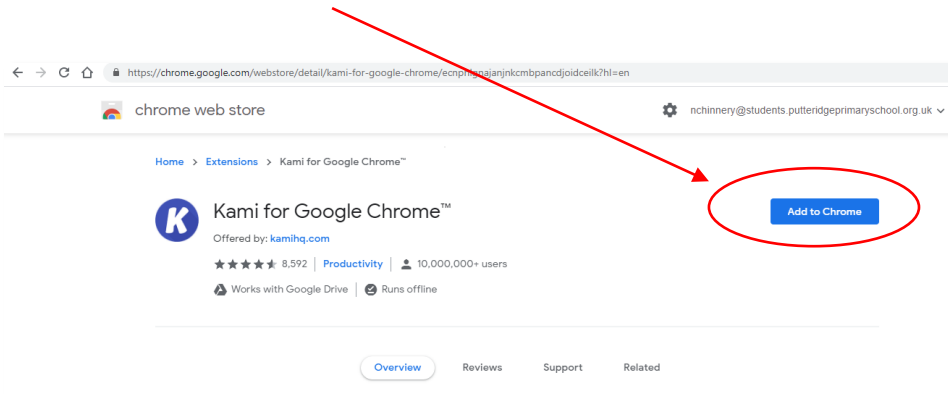 https://chrome.google.com/webstore/detail/kami-for-google-chrome/ecnphlgnajanjnkcmbpancdjoidceilk?hl=en
chrome web store
nchinnery@students.putteridgeprimaryschool.org.uk
Home > Extensions > Kami for Google Chrome™
K
Kami for Google Chrome™
Add to Chrome
Offered by: kamihq.com
8,592 | Productivity | 10,000,000+ users
Works with Google Drive | Runs offline
Overview Reviews Support Related